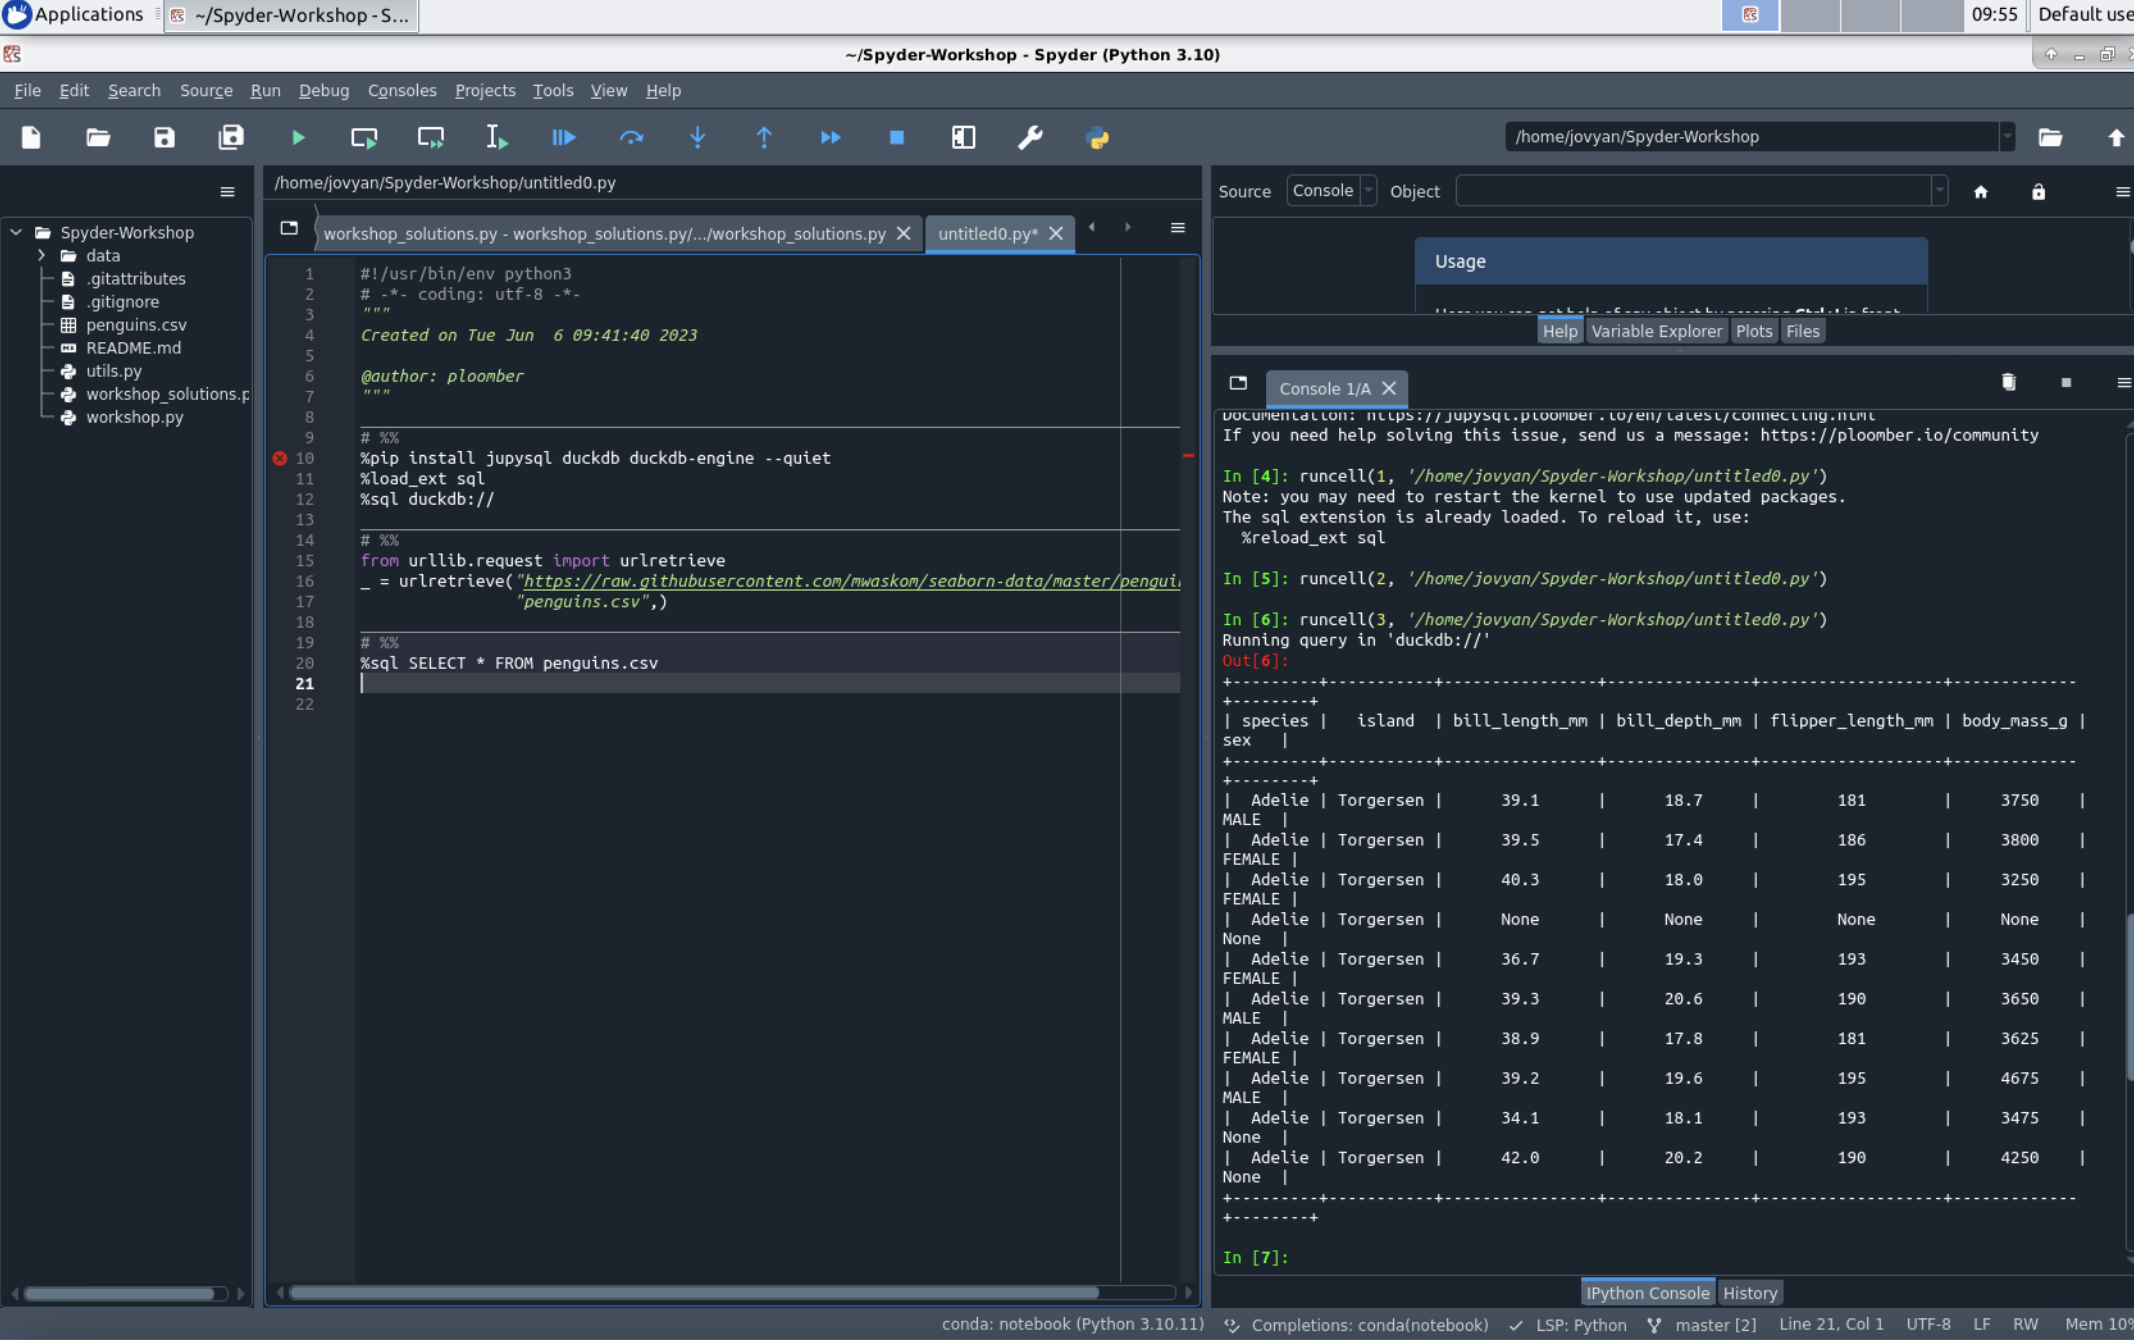 Applications
~/Spyder-Workshop - S...
09:55
Default use
~/Spyder-Workshop - Spyder (Python 3.10)
File Edit Search Source Run Debug Consoles Projects Tools View Help
/home/jovyan/Spyder-Workshop
Spyder-Workshop
data
.gitattributes
.gitignore
penguins.csv
README.md
utils.py
workshop_solutions.p
workshop.py
/home/jovyan/Spyder-Workshop/untitled0.py
workshop_solutions.py - workshop_solutions.py/.../workshop_solutions.py
untitled0.py*
1 #!/usr/bin/env python3
2 # -*- coding: utf-8 -*-
3 """
4 Created on Tue Jun  6 09:41:40 2023
5
6 @author: ploomber
7 """
8
9 # %%
10 %pip install jupysql duckdb duckdb-engine --quiet
11 %load_ext sql
12 %sql duckdb://
13
14 # %%
15 from urllib.request import urlretrieve
16 _ = urlretrieve("https://raw.githubusercontent.com/mwaskom/seaborn-data/master/pengui
17 "penguins.csv",)
18
19 # %%
20 %sql SELECT * FROM penguins.csv
21
22
Source Console Object
Usage
Here you can get help of any object by pressing Ctrl+I in front
Help Variable Explorer Plots Files
Console 1/A
Documentation: https://jupysql.ploomber.io/en/latest/connecting.html
If you need help solving this issue, send us a message: https://ploomber.io/community
In [4]: runcell(1, '/home/jovyan/Spyder-Workshop/untitled0.py')
Note: you may need to restart the kernel to use updated packages.
The sql extension is already loaded. To reload it, use:
%reload_ext sql
In [5]: runcell(2, '/home/jovyan/Spyder-Workshop/untitled0.py')
In [6]: runcell(3, '/home/jovyan/Spyder-Workshop/untitled0.py')
Running query in 'duckdb://'
Out[6]:
+---------+-----------+----------------+---------------+-------------------+-------------
+--------+
| species |   island  | bill_length_mm | bill_depth_mm | flipper_length_mm | body_mass_g |
sex   |
+---------+-----------+----------------+---------------+-------------------+-------------
+--------+
|  Adelie | Torgersen |      39.1      |      18.7     |        181        |     3750    |
MALE  |
|  Adelie | Torgersen |      39.5      |      17.4     |        186        |     3800    |
FEMALE |
|  Adelie | Torgersen |      40.3      |      18.0     |        195        |     3250    |
FEMALE |
|  Adelie | Torgersen |      None      |      None     |        None       |     None    |
None  |
|  Adelie | Torgersen |      36.7      |      19.3     |        193        |     3450    |
FEMALE |
|  Adelie | Torgersen |      39.3      |      20.6     |        190        |     3650    |
MALE  |
|  Adelie | Torgersen |      38.9      |      17.8     |        181        |     3625    |
FEMALE |
|  Adelie | Torgersen |      39.2      |      19.6     |        195        |     4675    |
MALE  |
|  Adelie | Torgersen |      34.1      |      18.1     |        193        |     3475    |
None  |
|  Adelie | Torgersen |      42.0      |      20.2     |        190        |     4250    |
None  |
+---------+-----------+----------------+---------------+-------------------+-------------
+--------+
In [7]:
IPython Console History
conda: notebook (Python 3.10.11) Completions: conda(notebook) LSP: Python master [2] Line 21, Col 1 UTF-8 LF RW Mem 10%